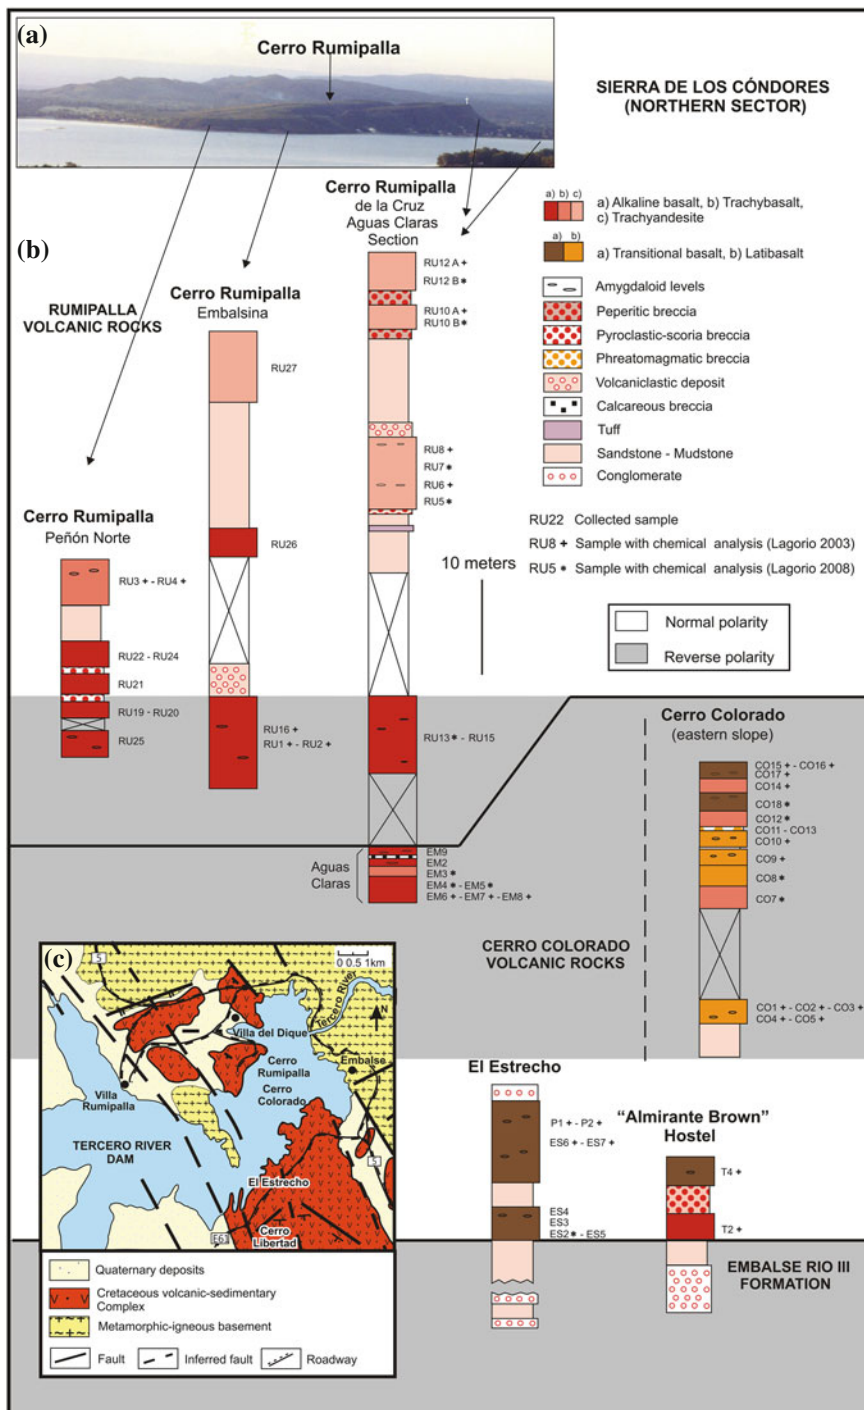 (a)
Cerro Rumipalla
SIERRA DE LOS CÓNDORES
(NORTHERN SECTOR)
(b)
RUMIPALLA
VOLCANIC ROCKS
Cerro Rumipalla
Peñón Norte
RU3 + - RU4 +
RU22 - RU24
RU21
RU19 - RU20
RU25
Cerro Rumipalla
Embalsina
RU27
RU26
RU16 +
RU1 + - RU2 +
Cerro Rumipalla
de la Cruz
Aguas Claras
Section
RU12 A +
RU12 B *
RU10 A +
RU10 B *
RU8 +
RU7 *
RU6 +
RU5 *
RU13 * - RU15
Aguas
Claras
EM9
EM2
EM3 *
EM4 * - EM5 *
EM6 + - EM7 + - EM8 +
a) b) c)
a) Alkaline basalt, b) Trachybasalt,
c) Trachyandesite
a) b)
a) Transitional basalt, b) Latibasalt
Amygdaloid levels
Peperitic breccia
Pyroclastic-scoria breccia
Phreatomagmatic breccia
Volcaniclastic deposit
Calcareous breccia
Tuff
Sandstone - Mudstone
Conglomerate
RU22 Collected sample
RU8 + Sample with chemical analysis (Lagorio 2003)
RU5 * Sample with chemical analysis (Lagorio 2008)
10 meters
Normal polarity
Reverse polarity
Cerro Colorado
(eastern slope)
CO15 + - CO16 +
CO17 +
CO14 +
CO18 *
CO12 *
CO11 - CO13
CO10 +
CO9 +
CO8 *
CO7 *
CO1 + - CO2 + - CO3 +
CO4 + - CO5 +
CERRO COLORADO
VOLCANIC ROCKS
El Estrecho
P1 + - P2 +
ES6 + - ES7 +
ES4
ES3
ES2 * - ES5
"Almirante Brown"
Hostel
T4 +
T2 +
EMBALSE RIO III
FORMATION
(c)
5
0 0.5 1km
N
Tercero River
Villa del Dique
Cerro
Rumipalla
Embalse
Cerro
Colorado
Villa
Rumipalla
TERCERO RIVER
DAM
5
El Estrecho
E61
Cerro
Libertad
Quaternary deposits
Cretaceous volcanic-sedimentary
Complex
Metamorphic-igneous basement
Fault
Inferred fault
Roadway